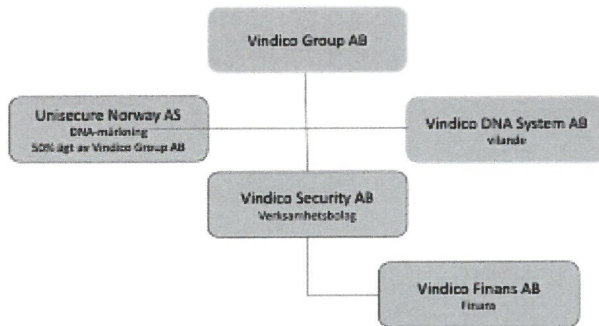 Vindico Group AB
Unisecure Norway AS
DNA-märkning
50% ägt av Vindico Group AB
Vindico DNA System AB
vilande
Vindico Security AB
Verksamhetsbolag
Vindico Finans AB
Finans